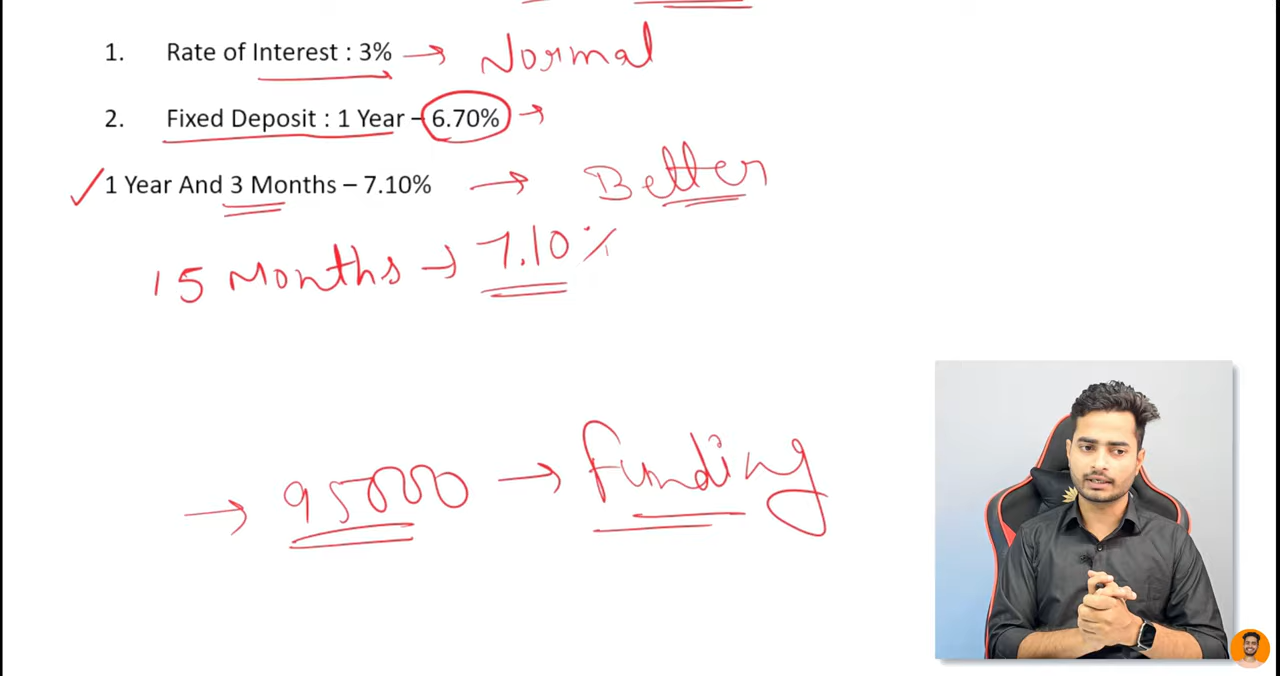 1. Rate of Interest : 3% → Normal
2. Fixed Deposit : 1 Year – 6.70% →
1 Year And 3 Months – 7.10% → Better
15 Months → 7.10%
→ 95000 → Funding